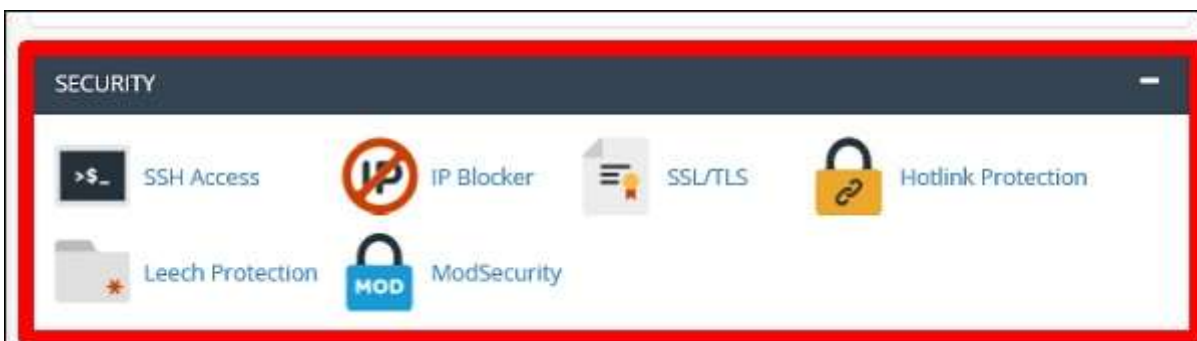 SECURITY
>$_ SSH Access IP IP Blocker SSL/TLS Hotlink Protection
Leech Protection MOD ModSecurity